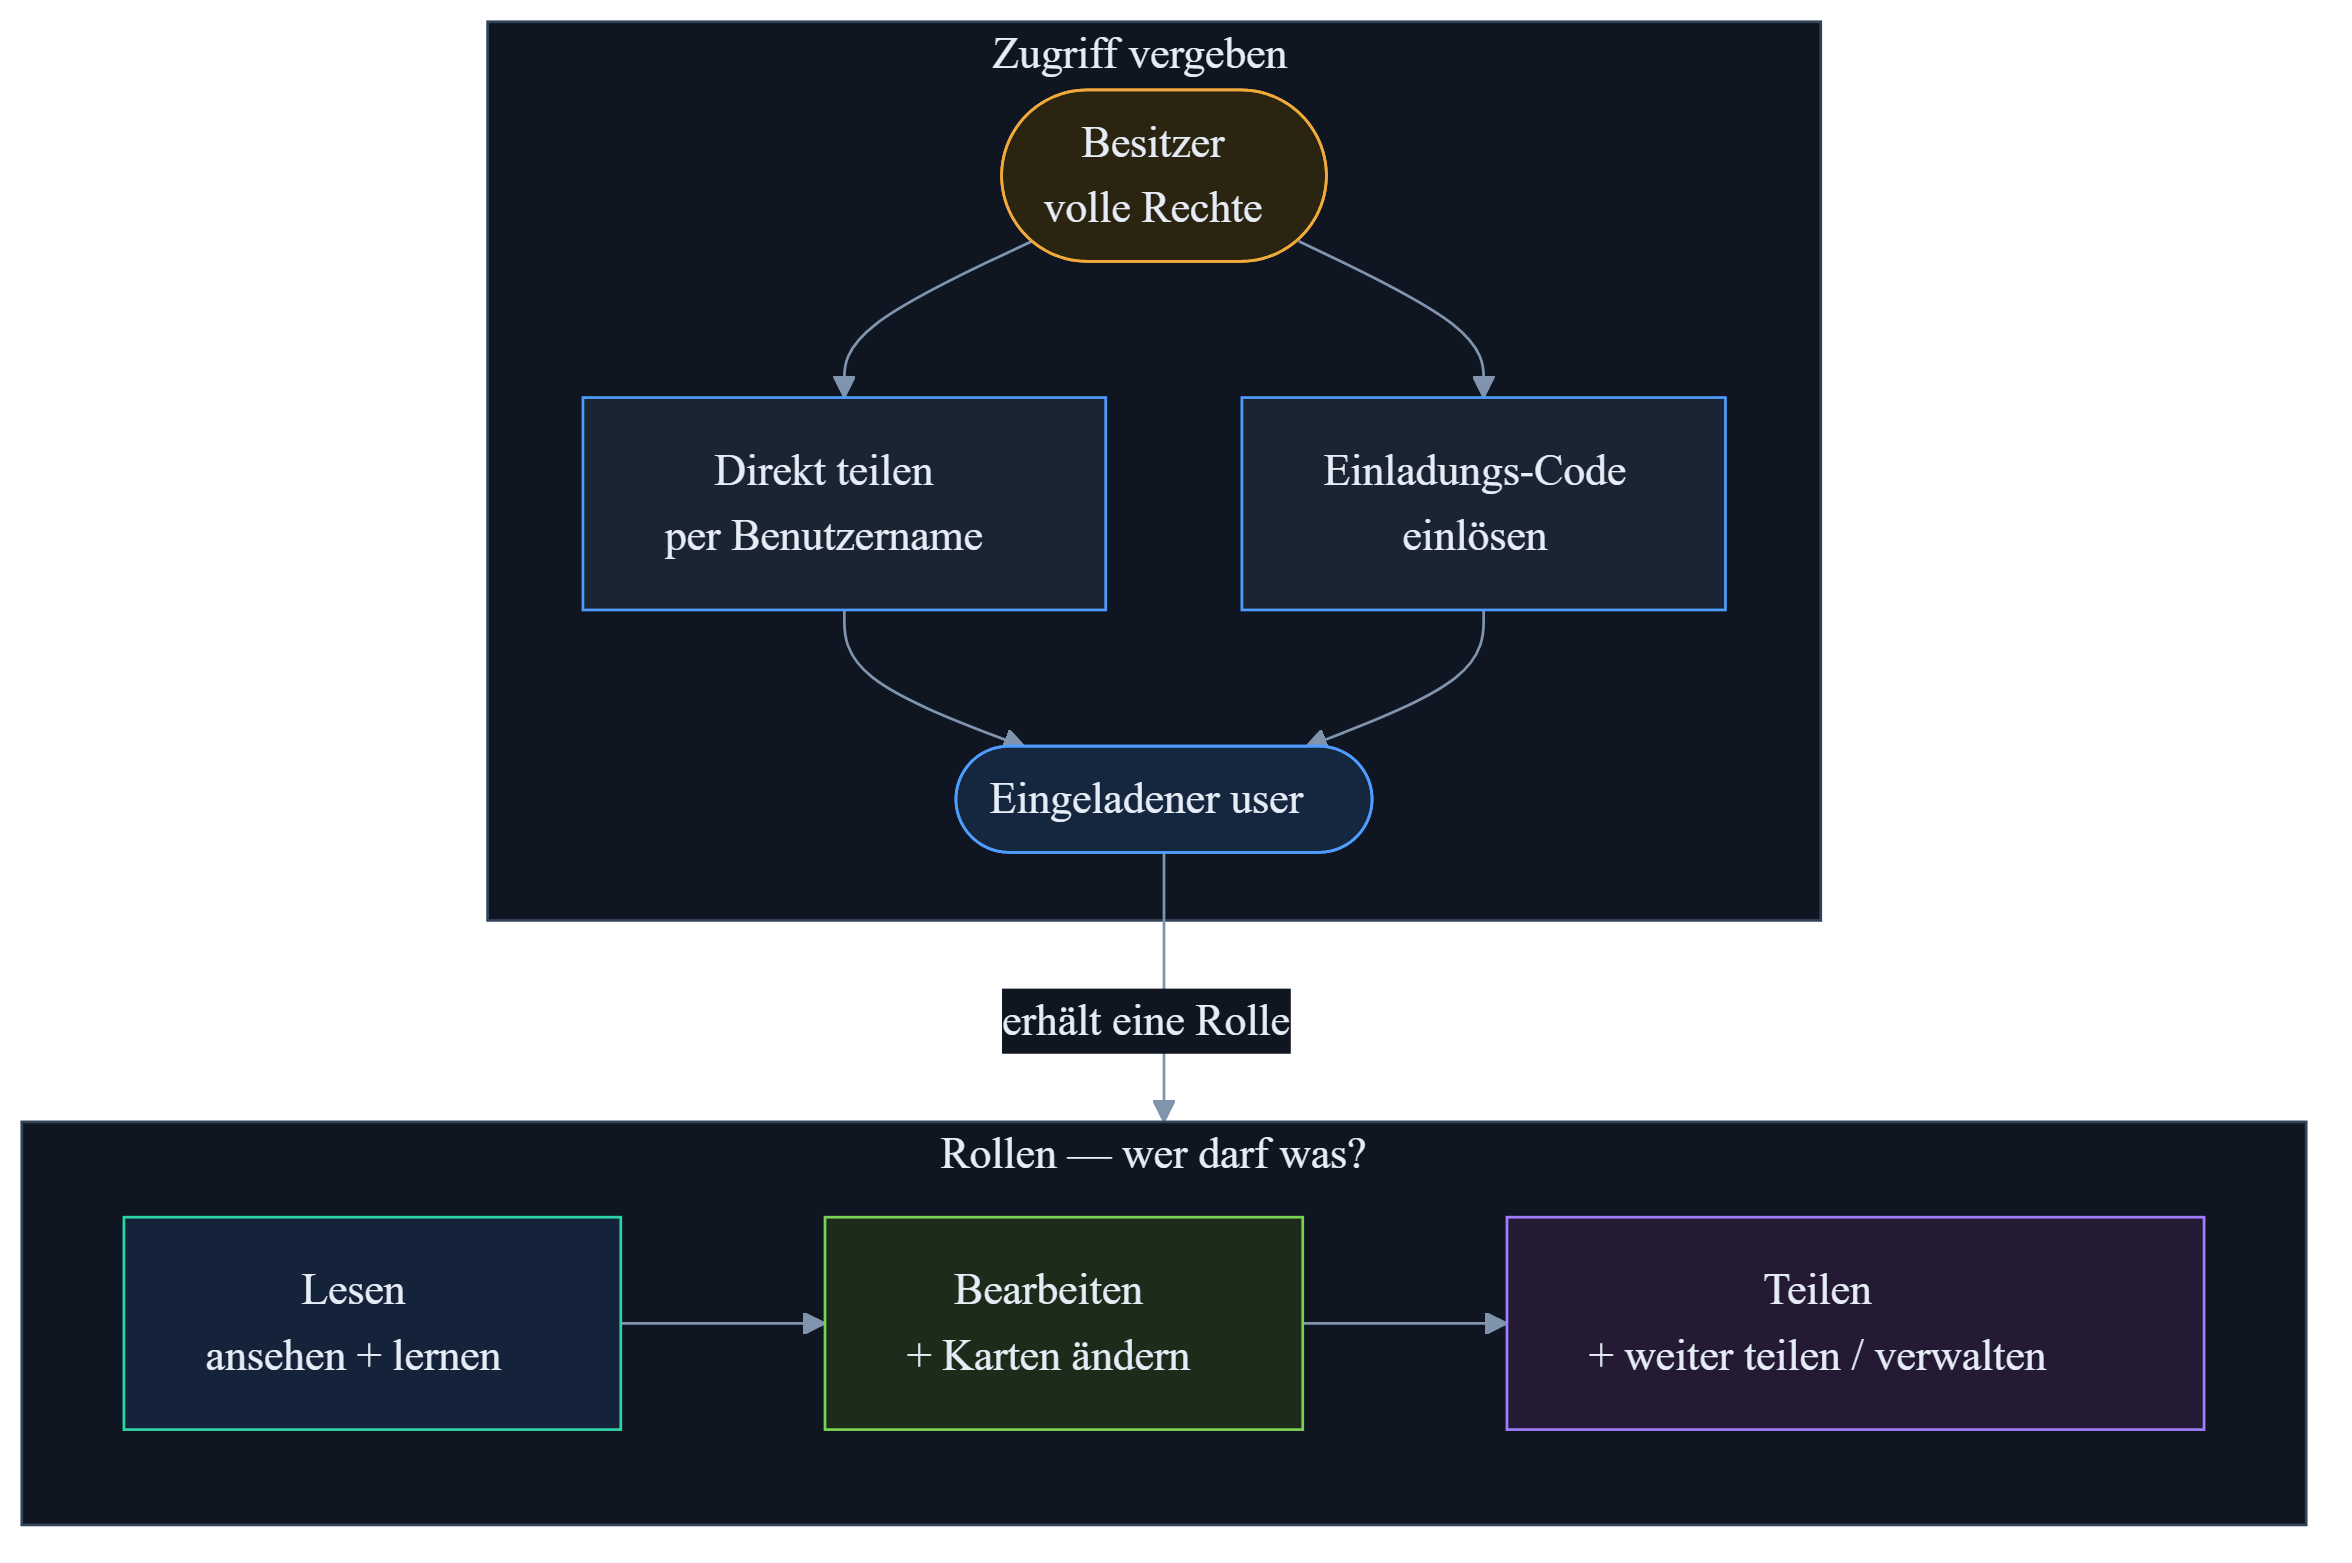 Zugriff vergeben
Besitzer
volle Rechte
Direkt teilen
per Benutzername
Einladungs-Code
einlösen
Eingeladener user
erhält eine Rolle
Rollen — wer darf was?
Lesen
ansehen + lernen
Bearbeiten
+ Karten ändern
Teilen
+ weiter teilen / verwalten